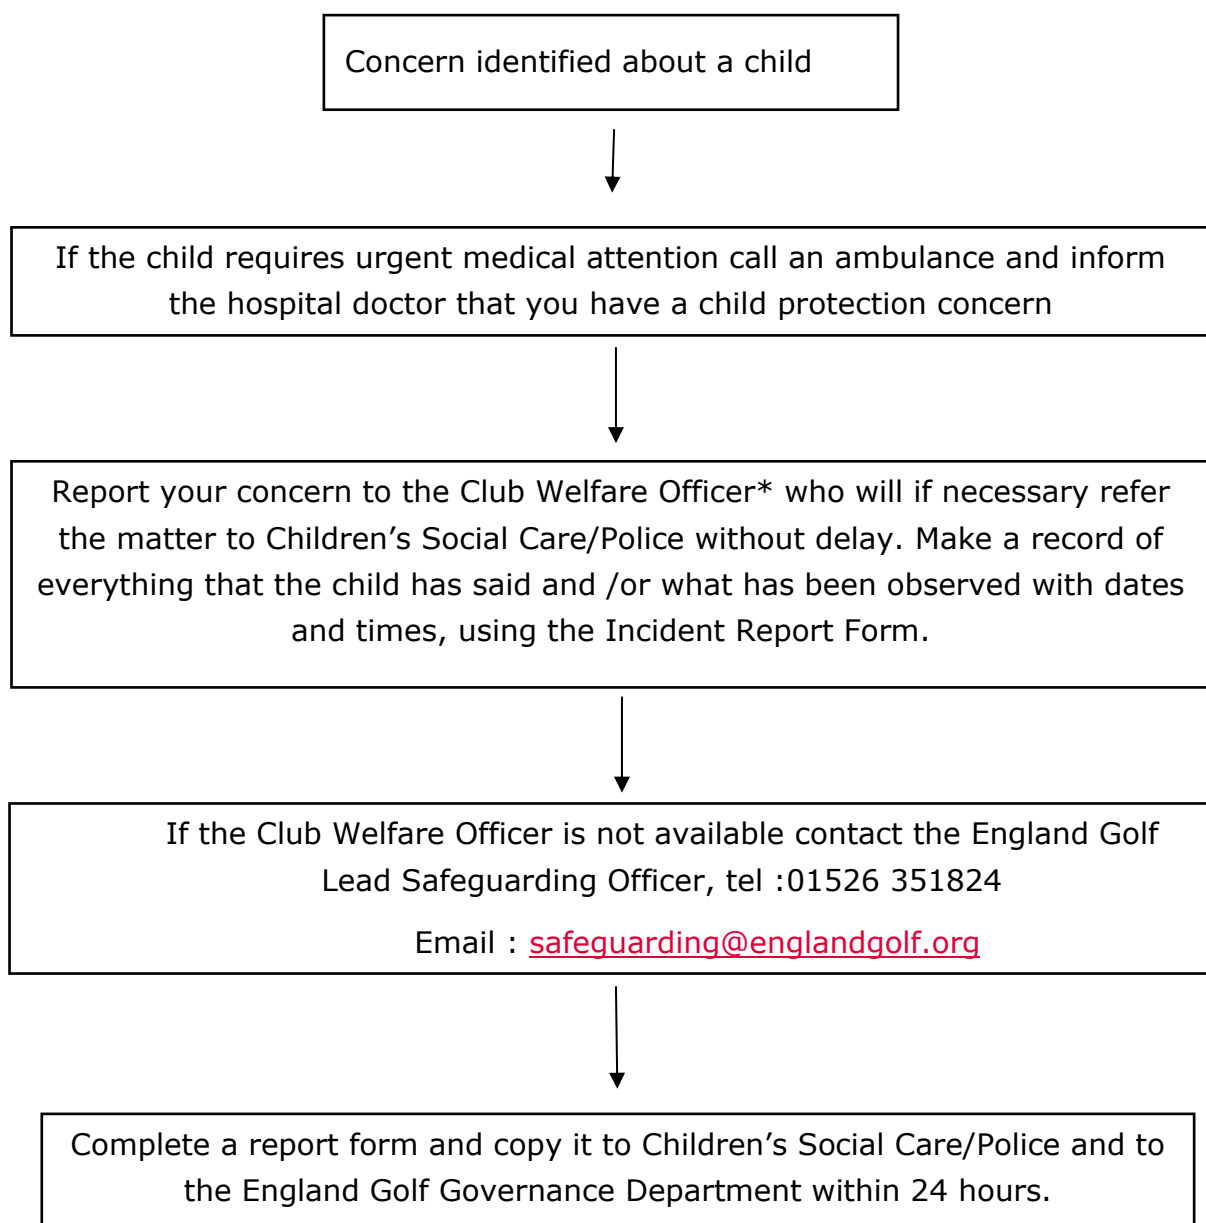 Concern identified about a child
If the child requires urgent medical attention call an ambulance and inform
the hospital doctor that you have a child protection concern
Report your concern to the Club Welfare Officer* who will if necessary refer
the matter to Children’s Social Care/Police without delay. Make a record of
everything that the child has said and /or what has been observed with dates
and times, using the Incident Report Form.
If the Club Welfare Officer is not available contact the England Golf
Lead Safeguarding Officer, tel :01526 351824
Email : safeguarding@englandgolf.org
Complete a report form and copy it to Children’s Social Care/Police and to
the England Golf Governance Department within 24 hours.